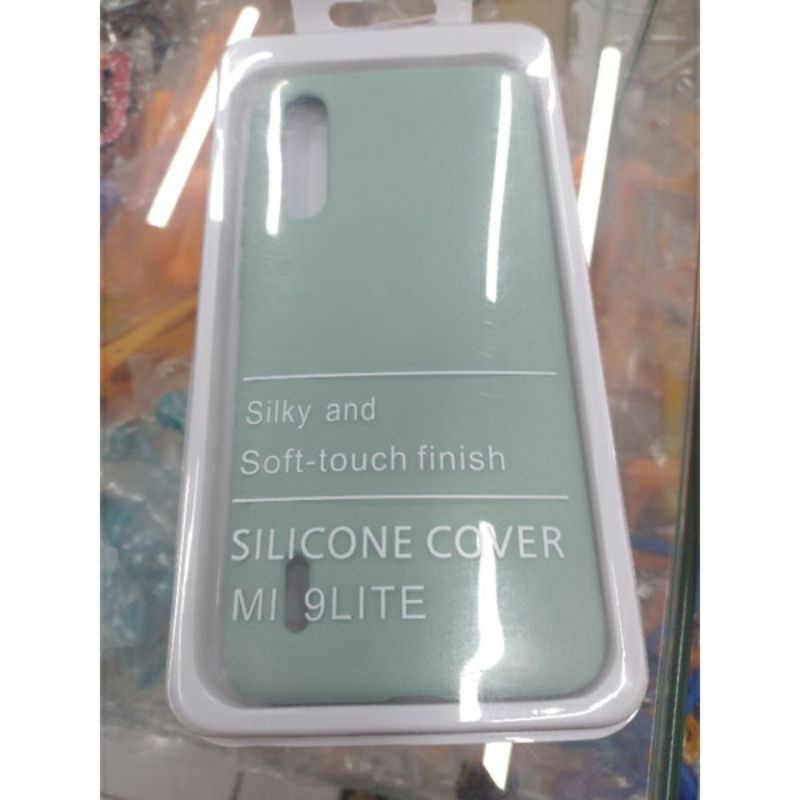 Silky and
Soft-touch finish
SILICONE COVER
MI 9LITE